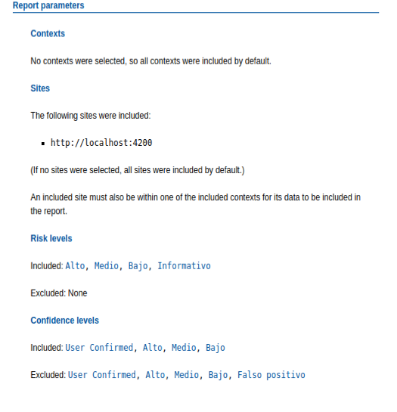 Report parameters
Contexts
No contexts were selected, so all contexts were included by default.
Sites
The following sites were included:
▪ http://localhost:4200
(If no sites were selected, all sites were included by default.)
An included site must also be within one of the included contexts for its data to be included in
the report.
Risk levels
Included: Alto, Medio, Bajo, Informativo
Excluded: None
Confidence levels
Included: User Confirmed, Alto, Medio, Bajo
Excluded: User Confirmed, Alto, Medio, Bajo, Falso positivo